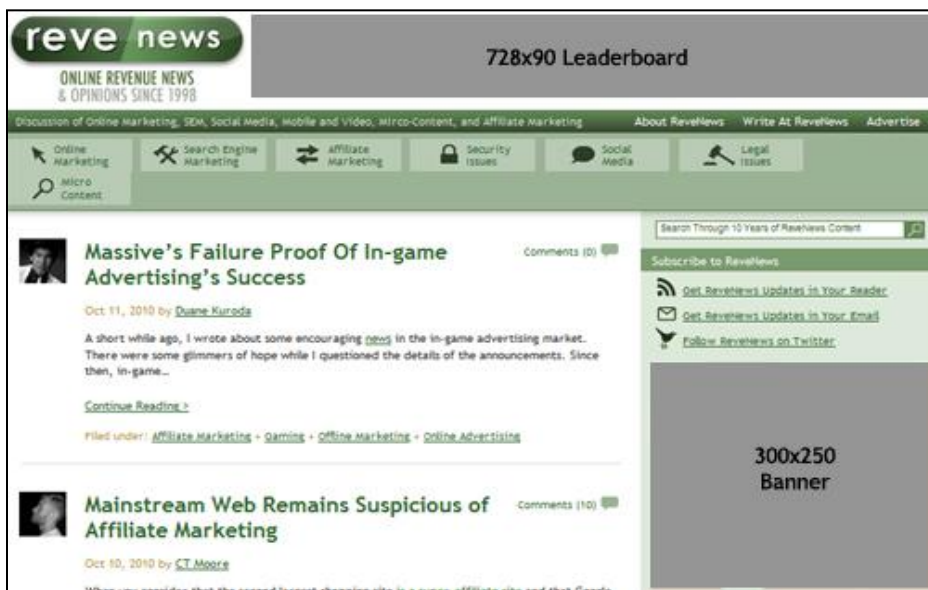 reve news
ONLINE REVENUE NEWS
& OPINIONS SINCE 1998
728x90 Leaderboard
Discussion of Online Marketing, SEM, Social Media, Mobile and Video, Mirco-Content, and Affiliate Marketing
About ReveNews Write At ReveNews Advertise
Online
Marketing
Search Engine
Marketing
Affiliate
Marketing
Security
Issues
Social
Media
Legal
Issues
Micro
Content
Massive's Failure Proof Of In-game
Advertising's Success
Comments (0)
Oct 11, 2010 by Duane Kuroda
A short while ago, I wrote about some encouraging news in the in-game advertising market.
There were some glimmers of hope while I questioned the details of the announcements. Since
then, in-game...
Continue Reading >
Filed under: Affiliate Marketing + Gaming + Offline Marketing + Online Advertising
Mainstream Web Remains Suspicious of
Affiliate Marketing
Comments (10)
Oct 10, 2010 by CT Moore
Search Through 10 Years of ReveNews Content
Subscribe to ReveNews
Get ReveNews Updates in Your Reader
Get ReveNews Updates in Your Email
Follow ReveNews on Twitter
300x250
Banner